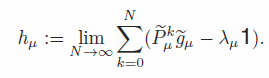 h_μ := lim_{N→∞} ∑_{k=0}^{N} (P̃_μ^k g̃_μ − λ_μ 1).